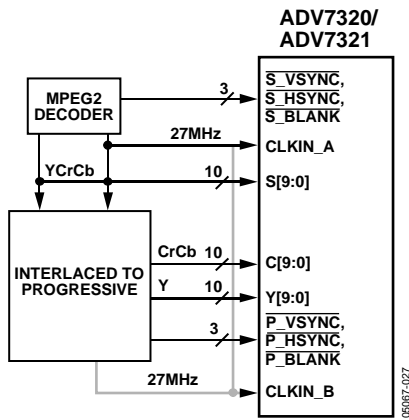 ADV7320/
ADV7321
MPEG2
DECODER
3
S_VSYNC,
S_HSYNC,
S_BLANK
27MHz
CLKIN_A
YCrCb
10
S[9:0]
INTERLACED TO
PROGRESSIVE
CrCb
10
C[9:0]
Y
10
Y[9:0]
3
P_VSYNC,
P_HSYNC,
P_BLANK
27MHz
CLKIN_B
05067-027